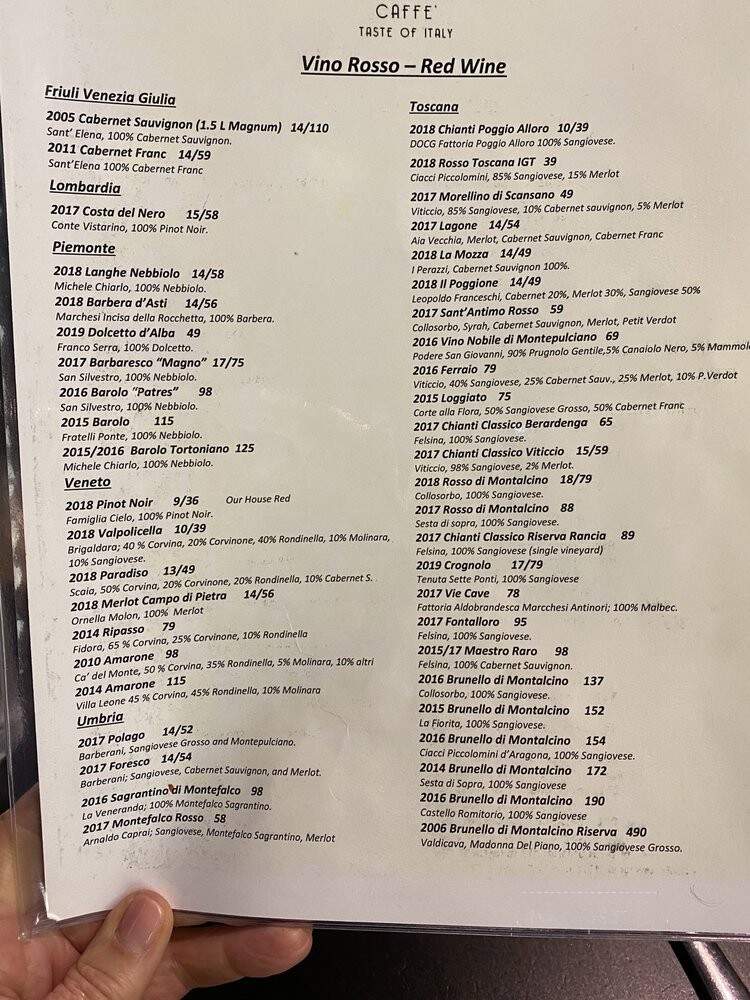 CAFFE'
TASTE OF ITALY
Vino Rosso – Red Wine
Friuli Venezia Giulia
2005 Cabernet Sauvignon (1.5 L Magnum) 14/110
Sant' Elena, 100% Cabernet Sauvignon.
2011 Cabernet Franc 14/59
Sant'Elena 100% Cabernet Franc
Lombardia
2017 Costa del Nero 15/58
Conte Vistarino, 100% Pinot Noir.
Piemonte
2018 Langhe Nebbiolo 14/58
Michele Chiarlo, 100% Nebbiolo.
2018 Barbera d'Asti 14/56
Marchesi Incisa della Rocchetta, 100% Barbera.
2019 Dolcetto d'Alba 49
Franco Serra, 100% Dolcetto.
2017 Barbaresco "Magno" 17/75
San Silvestro, 100% Nebbiolo.
2016 Barolo "Patres" 98
San Silvestro, 100% Nebbiolo.
2015 Barolo 115
Fratelli Ponte, 100% Nebbiolo.
2015/2016 Barolo Tortoniano 125
Michele Chiarlo, 100% Nebbiolo.
Veneto
2018 Pinot Noir 9/36 Our House Red
Famiglia Cielo, 100% Pinot Noir.
2018 Valpolicella 10/39
Brigaldara; 40 % Corvina, 20% Corvinone, 40% Rondinella, 10% Molinara,
10% Sangiovese.
2018 Paradiso 13/49
Scaia, 50% Corvina, 20% Corvinone, 20% Rondinella, 10% Cabernet S.
2018 Merlot Campo di Pietra 14/56
Ornella Molon, 100% Merlot
2014 Ripasso 79
Fidora, 65 % Corvina, 25% Corvinone, 10% Rondinella
2010 Amarone 98
Ca' del Monte, 50 % Corvina, 35% Rondinella, 5% Molinara, 10% altri
2014 Amarone 115
Villa Leone 45 % Corvina, 45% Rondinella, 10% Molinara
Umbria
2017 Polago 14/52
Barberani, Sangiovese Grosso and Montepulciano.
2017 Foresco 14/54
Barberani; Sangiovese, Cabernet Sauvignon, and Merlot.
2016 Sagrantino di Montefalco 98
La Veneranda; 100% Montefalco Sagrantino.
2017 Montefalco Rosso 58
Arnaldo Caprai; Sangiovese, Montefalco Sagrantino, Merlot
Toscana
2018 Chianti Poggio Alloro 10/39
DOCG Fattoria Poggio Alloro 100% Sangiovese.
2018 Rosso Toscana IGT 39
Ciacci Piccolomini, 85% Sangiovese, 15% Merlot
2017 Morellino di Scansano 49
Viticcio, 85% Sangiovese, 10% Cabernet sauvignon, 5% Merlot
2017 Lagone 14/54
Aia Vecchia, Merlot, Cabernet Sauvignon, Cabernet Franc
2018 La Mozza 14/49
I Perazzi, Cabernet Sauvignon 100%.
2018 Il Poggione 14/49
Leopoldo Franceschi, Cabernet 20%, Merlot 30%, Sangiovese 50%
2017 Sant'Antimo Rosso 59
Collosorbo, Syrah, Cabernet Sauvignon, Merlot, Petit Verdot
2016 Vino Nobile di Montepulciano 69
Podere San Giovanni, 90% Prugnolo Gentile,5% Canaiolo Nero, 5% Mammol
2016 Ferraio 79
Viticcio, 40% Sangiovese, 25% Cabernet Sauv., 25% Merlot, 10% P.Verdot
2015 Loggiato 75
Corte alla Flora, 50% Sangiovese Grosso, 50% Cabernet Franc
2017 Chianti Classico Berardenga 65
Felsina, 100% Sangiovese.
2017 Chianti Classico Viticcio 15/59
Viticcio, 98% Sangiovese, 2% Merlot.
2018 Rosso di Montalcino 18/79
Collosorbo, 100% Sangiovese.
2017 Rosso di Montalcino 88
Sesta di sopra, 100% Sangiovese.
2017 Chianti Classico Riserva Rancia 89
Felsina, 100% Sangiovese (single vineyard)
2019 Crognolo 17/79
Tenuta Sette Ponti, 100% Sangiovese
2017 Vie Cave 78
Fattoria Aldobrandesca Marcchesi Antinori; 100% Malbec.
2017 Fontalloro 95
Felsina, 100% Sangiovese.
2015/17 Maestro Raro 98
Felsina, 100% Cabernet Sauvignon.
2016 Brunello di Montalcino 137
Collosorbo, 100% Sangiovese.
2015 Brunello di Montalcino 152
La Fiorita, 100% Sangiovese.
2016 Brunello di Montalcino 154
Ciacci Piccolomini d'Aragona, 100% Sangiovese.
2014 Brunello di Montalcino 172
Sesta di Sopra, 100% Sangiovese
2016 Brunello di Montalcino 190
Castello Romitorio, 100% Sangiovese
2006 Brunello di Montalcino Riserva 490
Valdicava, Madonna Del Piano, 100% Sangiovese Grosso.